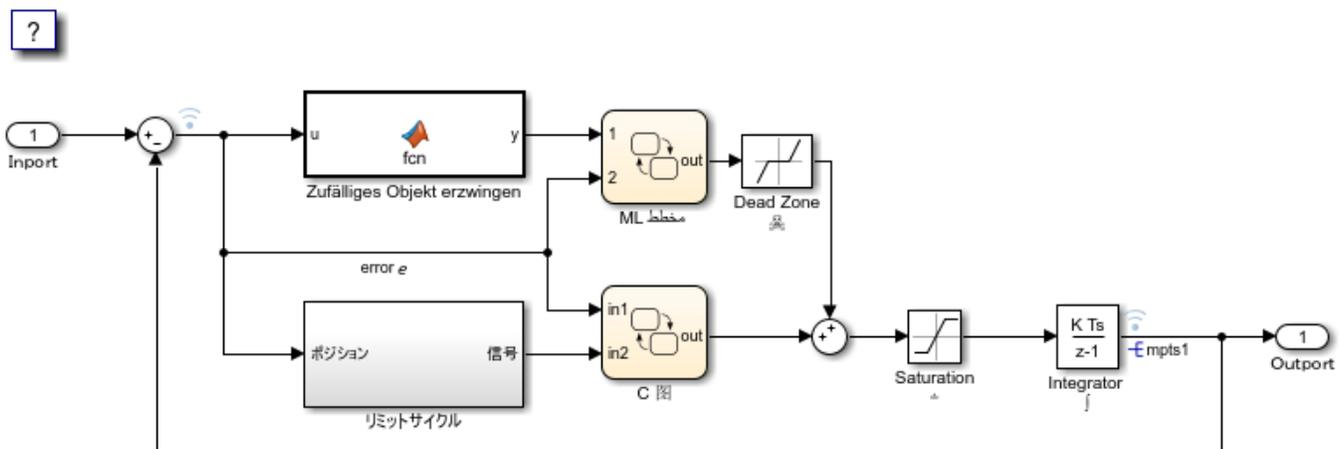 ?
1
Inport
+
-
u
fcn
y
Zufälliges Objekt erzwingen
1
2
out
ML مخطط
Dead Zone
error e
ポジション
信号
リミットサイクル
in1
in2
out
C 图
+
+
Saturation
K Ts
z-1
Integrator
∫
mpts1
1
Outport